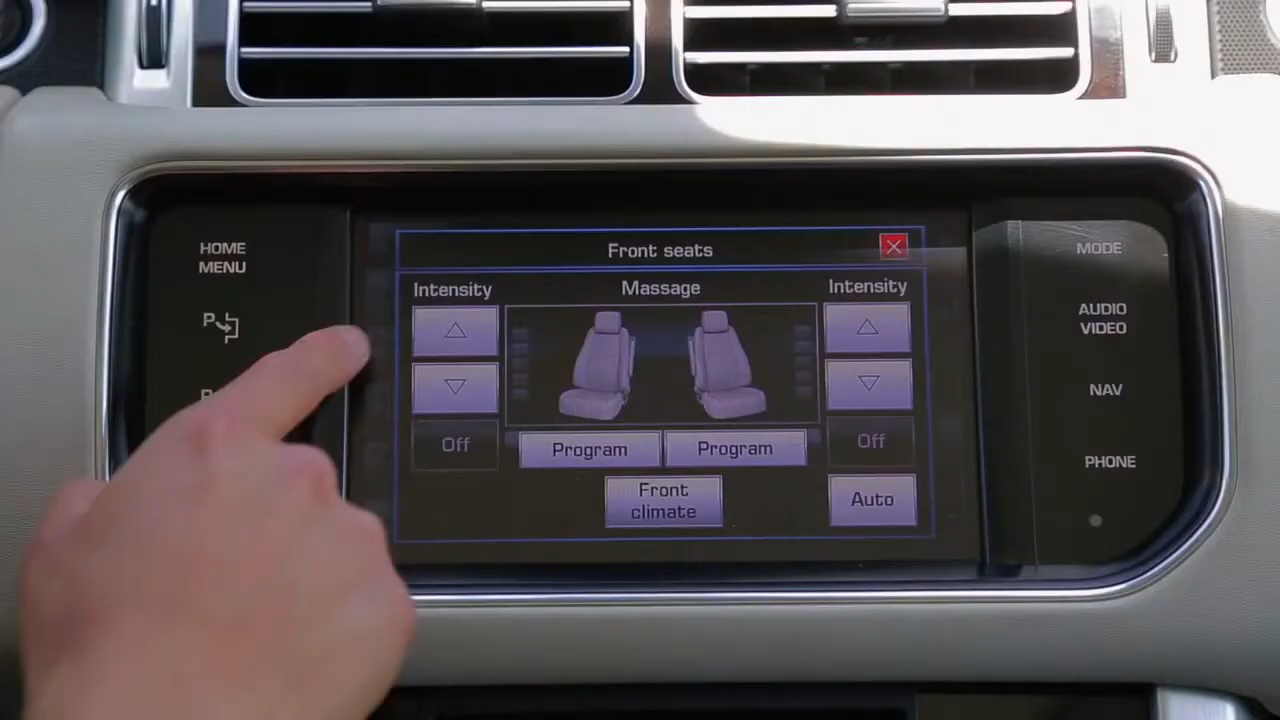 HOME
MENU
P
P
Front seats
Intensity
Massage
Intensity
Off
Program
Program
Off
Front
climate
Auto
MODE
AUDIO
VIDEO
NAV
PHONE